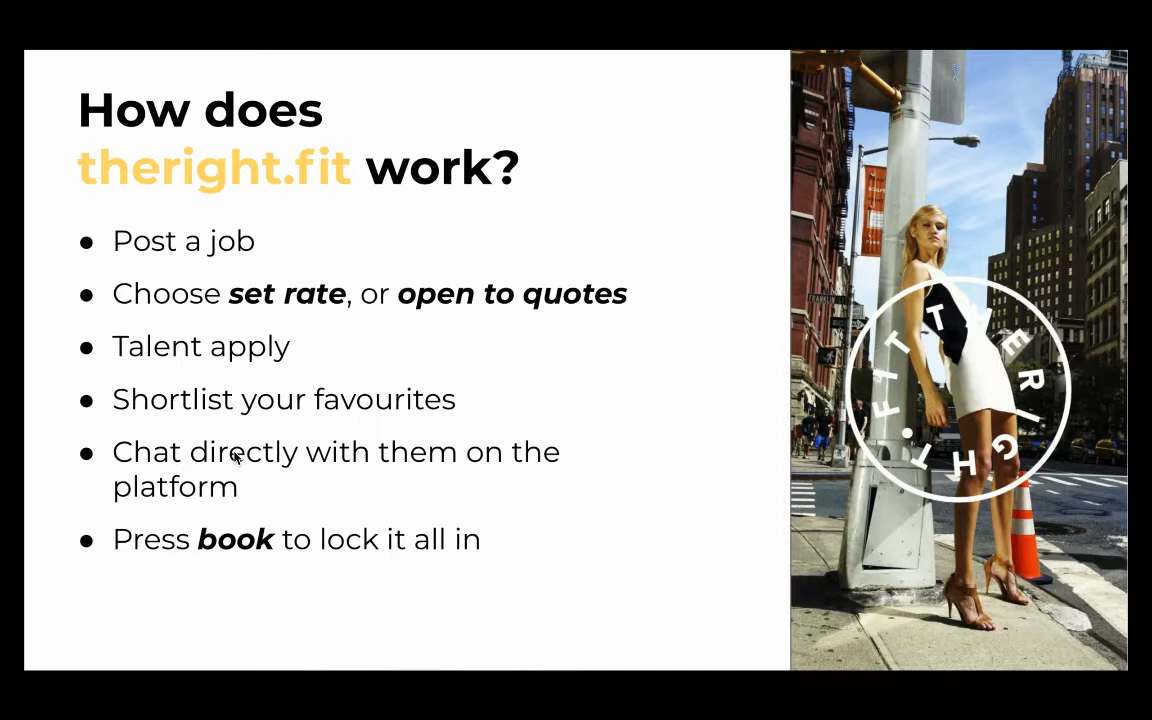 How does
theright.fit work?
● Post a job
● Choose set rate, or open to quotes
● Talent apply
● Shortlist your favourites
● Chat directly with them on the
platform
● Press book to lock it all in
THERIGHT.FIT
FRANKLIN